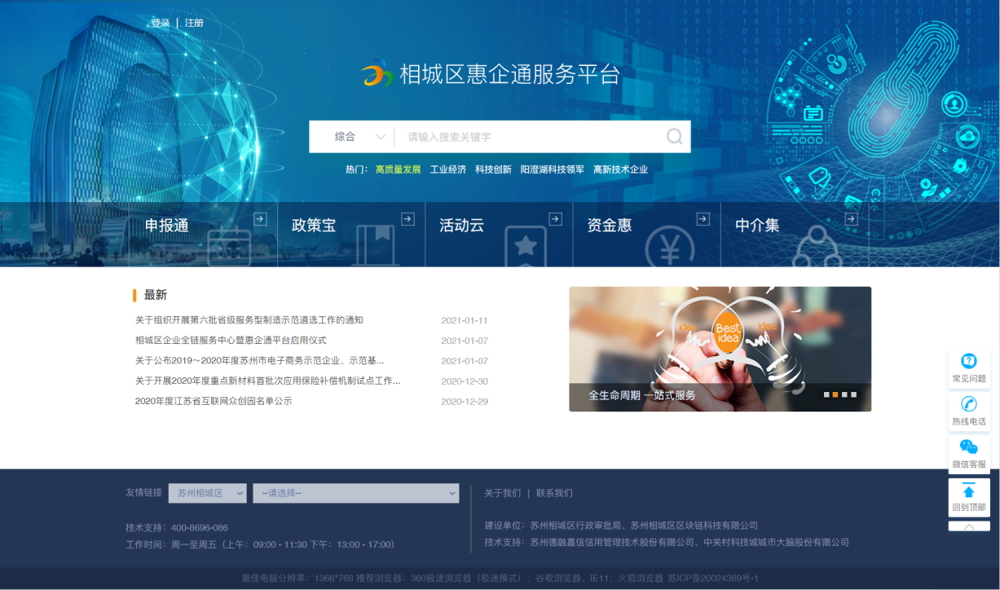 登录 | 注册
相城区惠企通服务平台
综合 请输入搜索关键字
热门： 高质量发展 工业经济 科技创新 阳澄湖科技领军 高新技术企业
申报通 政策宝 活动云 资金惠 中介集
最新
关于组织开展第六批省级服务型制造示范遴选工作的通知 2021-01-11
相城区企业全链服务中心暨惠企通平台启用仪式 2021-01-07
关于公布2019～2020年度苏州市电子商务示范企业、示范基... 2021-01-07
关于开展2020年度重点新材料首批次应用保险补偿机制试点工作... 2020-12-30
2020年度江苏省互联网众创园名单公示 2020-12-29
idea Best idea idea
全生命周期 一站式服务
常见问题
热线电话
微信客服
回到顶部
友情链接 苏州相城区 --请选择--
关于我们 | 联系我们
技术支持：400-8696-086
工作时间：周一至周五（上午：09:00 - 11:30 下午：13:00 - 17:00）
建设单位：苏州相城区行政审批局、苏州相城区区块链科技有限公司
技术支持：苏州德融嘉信信用管理技术股份有限公司、中关村科技城城市大脑股份有限公司
最佳电脑分辨率：1366*768 推荐浏览器：360极速浏览器（极速模式）、谷歌浏览器、IE11、火狐浏览器 苏ICP备20024389号-1